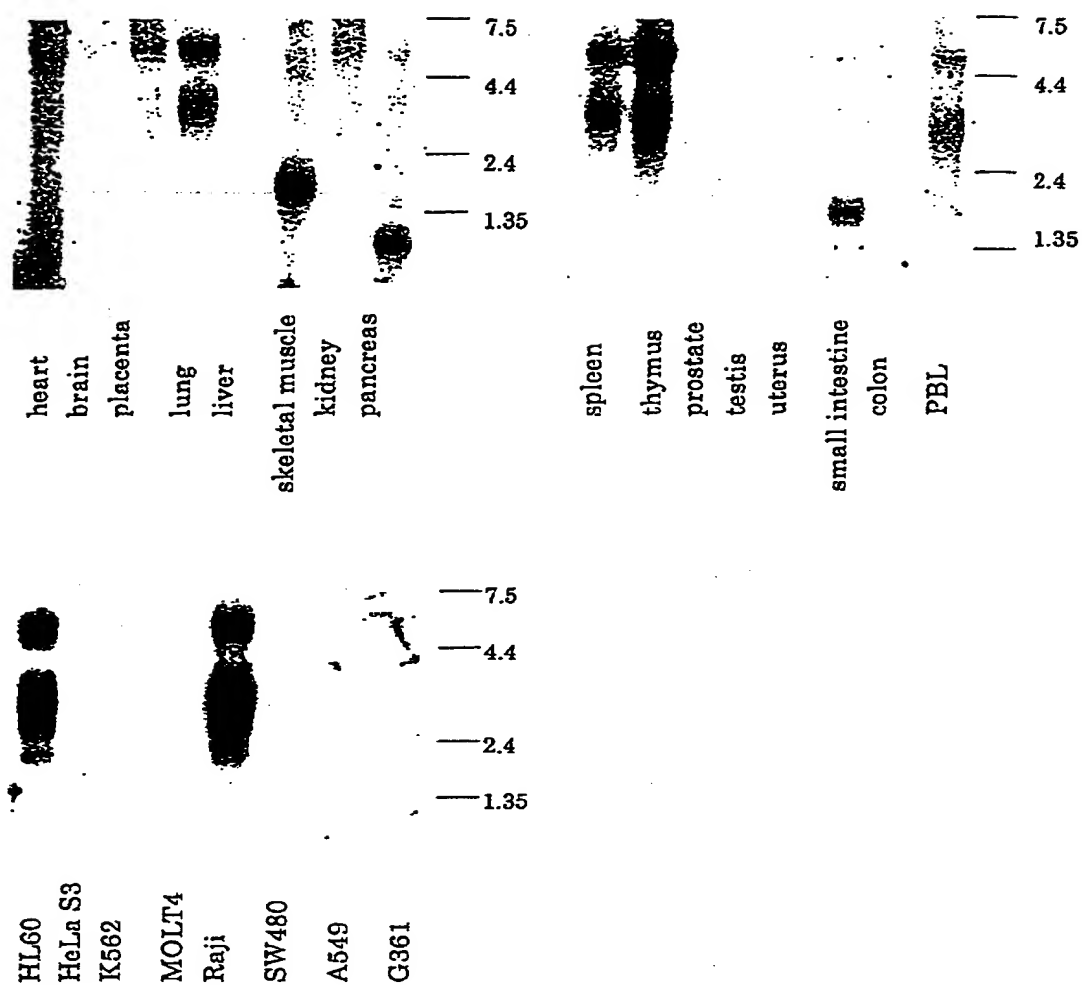 7.5
4.4
2.4
1.35
heart
brain
placenta
lung
liver
skeletal muscle
kidney
pancreas
7.5
4.4
2.4
1.35
spleen
thymus
prostate
testis
uterus
small intestine
colon
PBL
7.5
4.4
2.4
1.35
HL60
HeLa S3
K562
MOLT4
Raji
SW480
A549
G361